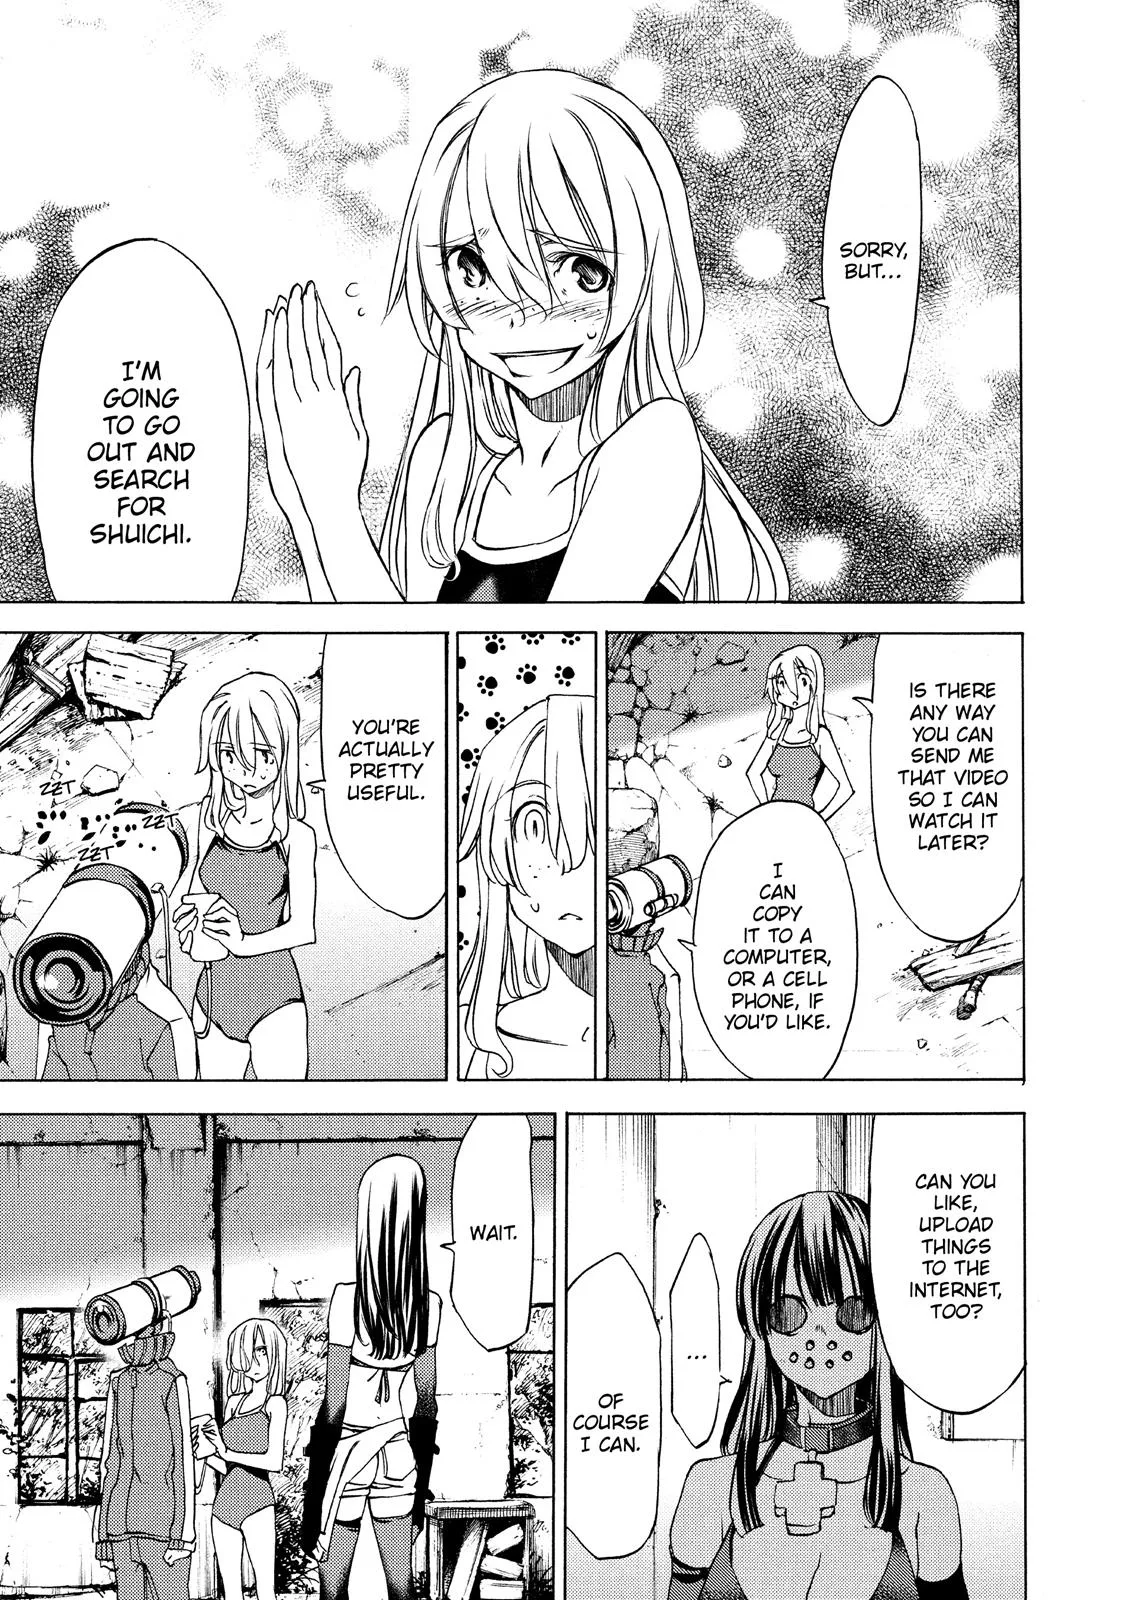 SORRY,
BUT...
I'M
GOING
TO GO
OUT AND
SEARCH
FOR
SHUICHI.
IS THERE
ANY WAY
YOU CAN
SEND ME
THAT VIDEO
SO I CAN
WATCH IT
LATER?
I
CAN
COPY
IT TO A
COMPUTER,
OR A CELL
PHONE, IF
YOU'D LIKE.
YOU'RE
ACTUALLY
PRETTY
USEFUL.
ZZT
ZZT
ZZT
CAN YOU
LIKE,
UPLOAD
THINGS
TO THE
INTERNET,
TOO?
...
OF
COURSE
I CAN.
WAIT.